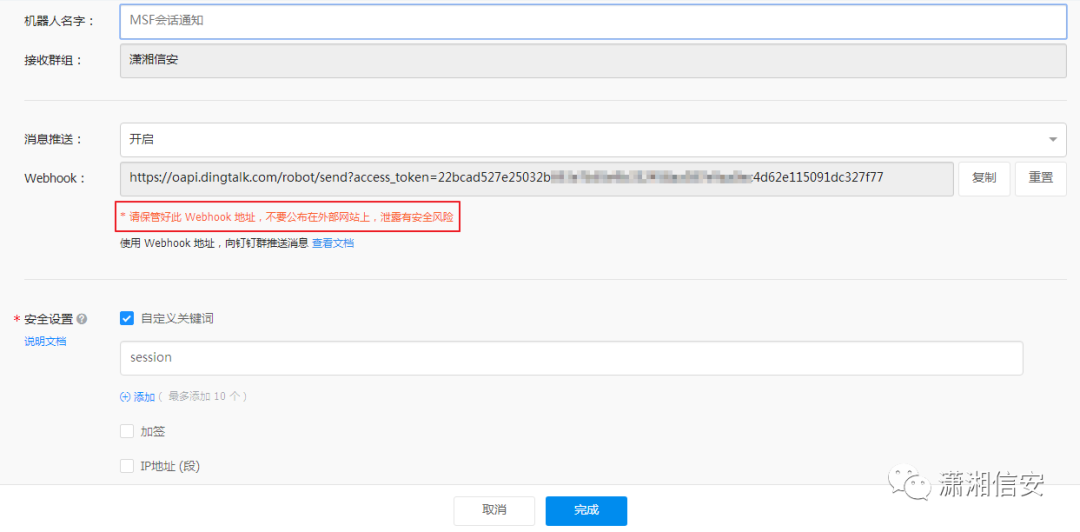 机器人名字： MSF会话通知
接收群组： 潇湘信安
消息推送： 开启
Webhook： https://oapi.dingtalk.com/robot/send?access_token=22bcad527e25032b c4d62e115091dc327f77 复制 重置
* 请保管好此 Webhook 地址，不要公布在外部网站上，泄露有安全风险
使用 Webhook 地址，向钉钉群推送消息 查看文档
* 安全设置 自定义关键词
说明文档
session
添加（ 最多添加 10 个 ）
加签
IP地址 (段)
潇湘信安
取消 完成